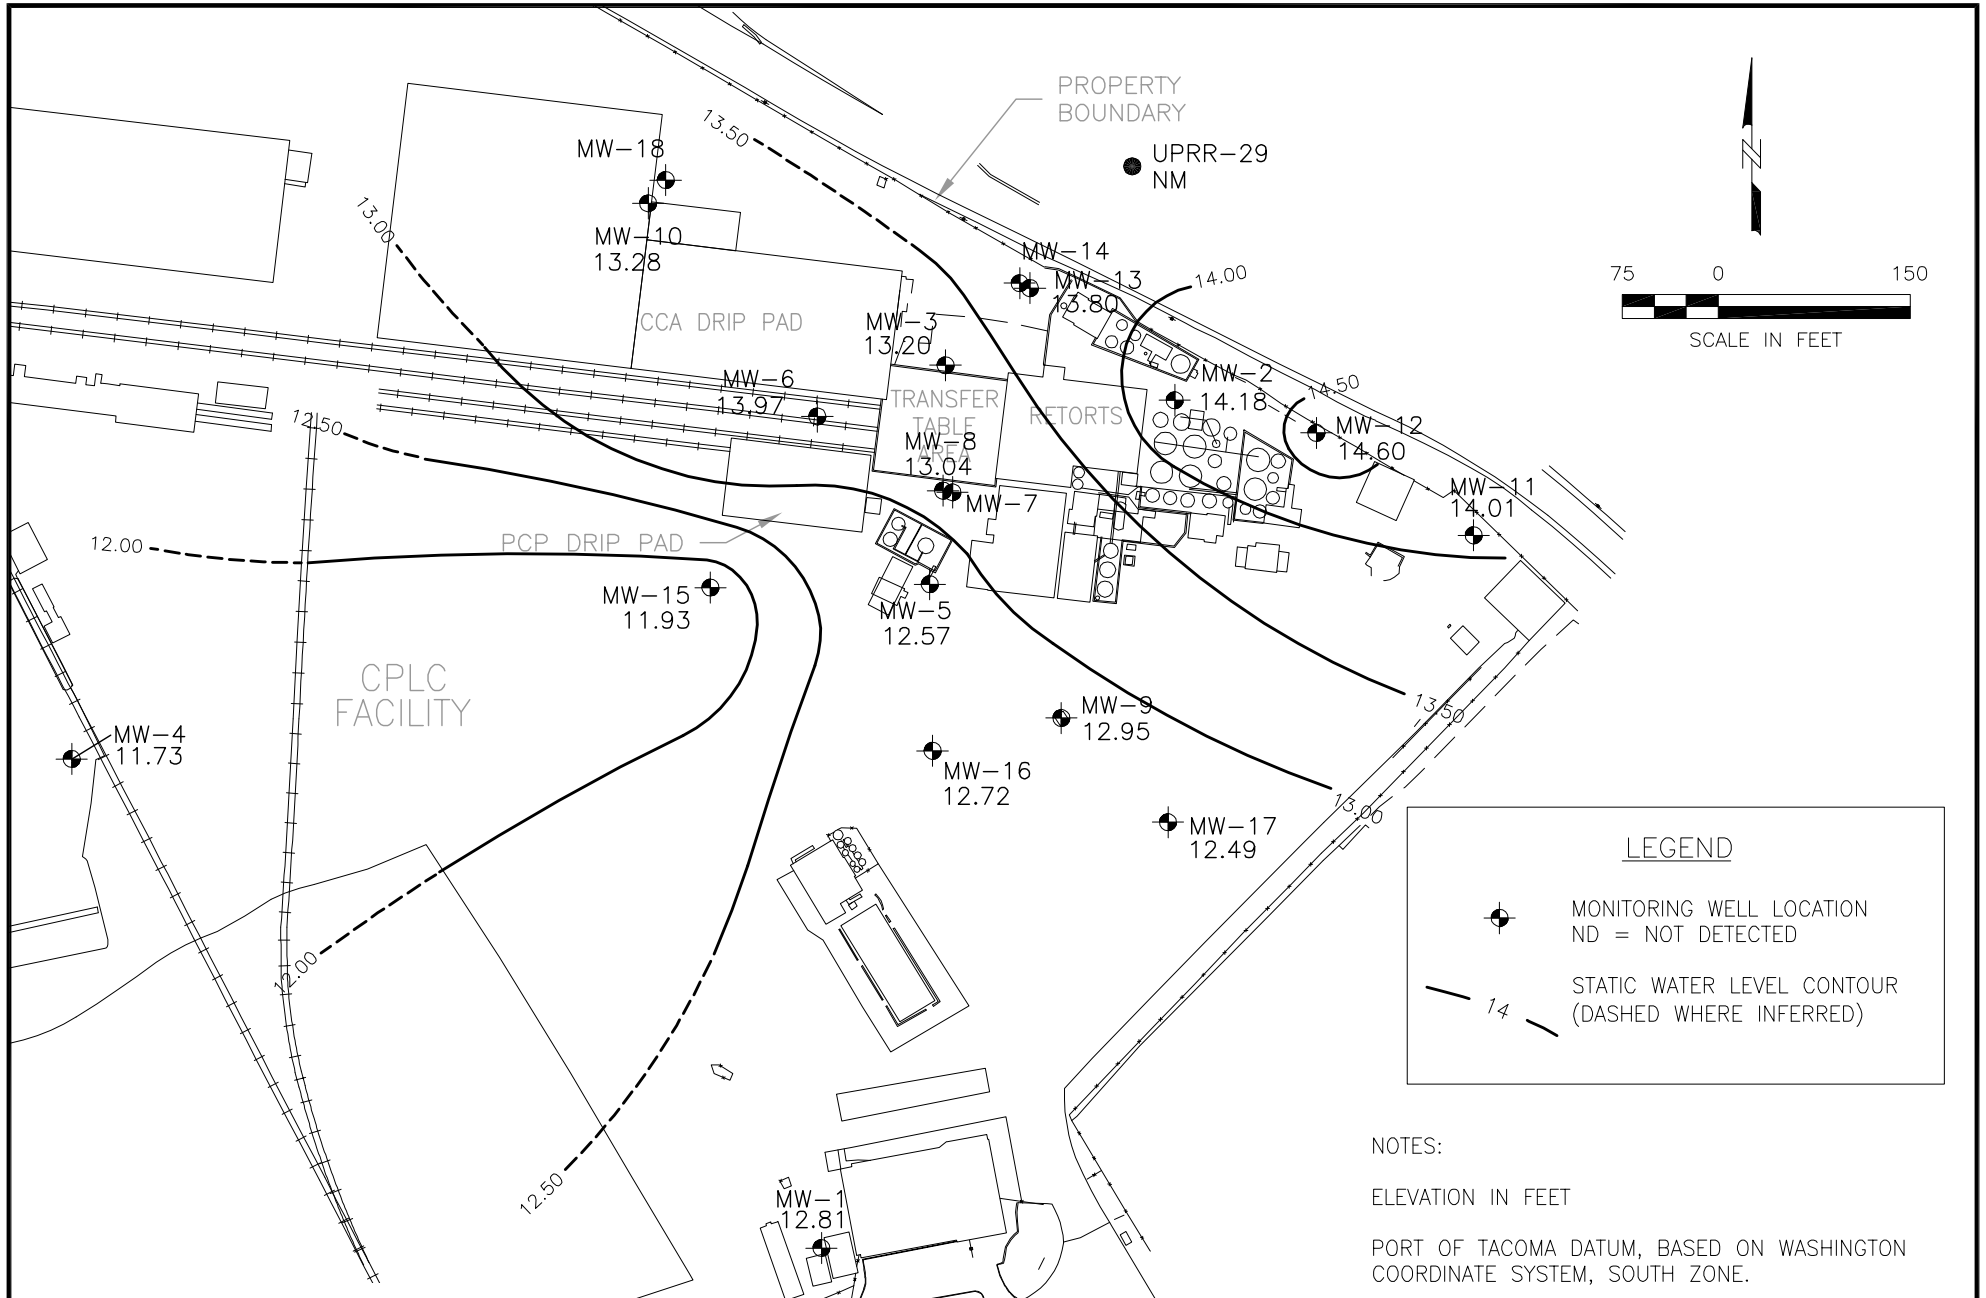 PROPERTY
BOUNDARY
13.50
MW-18
UPRR-29
NM
N
13.00
MW-10
13.28
MW-14
MW-13
13.80
14.00
75 0 150
SCALE IN FEET
CCA DRIP PAD
MW-3
13.20
MW-6
13.97
TRANSFER
TABLE
AREA
RETORTS
MW-2
14.18
14.50
MW-12
14.60
12.50
MW-8
13.04
MW-7
MW-11
14.01
12.00
PCP DRIP PAD
MW-15
11.93
MW-5
12.57
CPLC
FACILITY
MW-9
12.95
13.50
MW-4
11.73
MW-16
12.72
13.00
MW-17
12.49
12.00
12.50
MW-1
12.81
LEGEND
MONITORING WELL LOCATION
ND = NOT DETECTED
STATIC WATER LEVEL CONTOUR
(DASHED WHERE INFERRED)
14
NOTES:
ELEVATION IN FEET
PORT OF TACOMA DATUM, BASED ON WASHINGTON
COORDINATE SYSTEM, SOUTH ZONE.